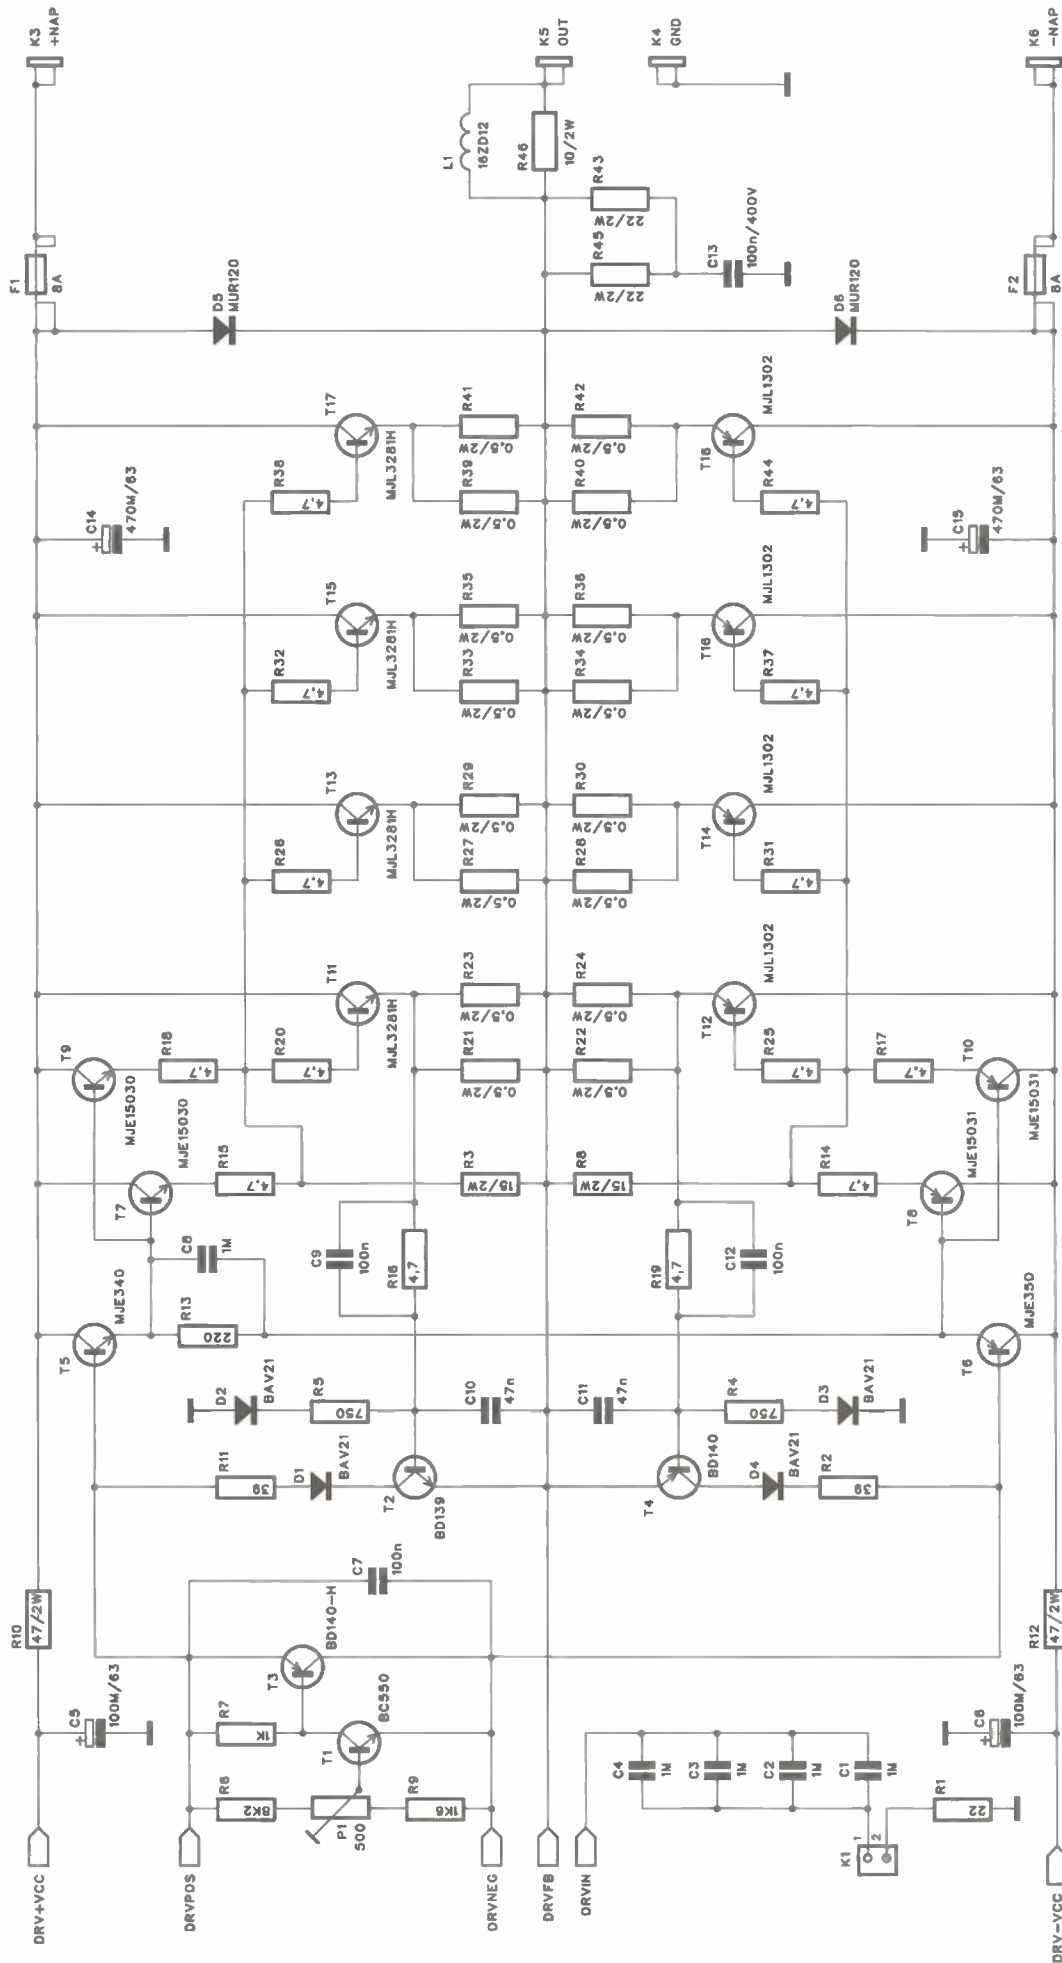 K3
+NAP
K5
OUT
K4
GND
K6
-NAP
F1
8A
L1
16ZD12
R46
10/2W
R43
22/2W
R45
22/2W
C13
100n/400V
F2
8A
D5
MUR120
D6
MUR120
T17
MJL3281H
R38
4,7
R41
0,5/2W
R39
0,5/2W
R42
0,5/2W
R40
0,5/2W
T18
MJL1302
R44
4,7
C14
470M/63
+
C15
470M/63
+
T15
MJL3281H
R32
4,7
R35
0,5/2W
R33
0,5/2W
R36
0,5/2W
R34
0,5/2W
T16
MJL1302
R37
4,7
T13
MJL3281H
R26
4,7
R29
0,5/2W
R27
0,5/2W
R30
0,5/2W
R28
0,5/2W
T14
MJL1302
R31
4,7
T11
MJL3281H
R20
4,7
R23
0,5/2W
R21
0,5/2W
R24
0,5/2W
R22
0,5/2W
T12
MJL1302
R25
4,7
T9
MJE15030
R18
4,7
R17
4,7
T10
MJE15031
T7
MJE15030
R15
4,7
R3
15/2W
R8
15/2W
R14
4,7
T8
MJE15031
C8
1M
C9
100n
R16
4,7
R19
4,7
C12
100n
T5
MJE340
R13
220
T6
MJE350
D2
BAV21
R5
750
C10
47n
C11
47n
R4
750
D3
BAV21
R11
39
D1
BAV21
T2
BD139
T4
BD140
D4
BAV21
R2
39
R10
47/2W
C7
100n
R12
47/2W
C5
100M/63
+
T3
BD140-H
R7
1K
T1
BC550
R6
8K2
P1
500
R9
1K6
C4
1M
C3
1M
C2
1M
C1
1M
C6
100M/63
+
R1
22
K1
1
2
DRV+VCC
DRVPOS
DRVNEG
DRVFB
DRVIN
DRV-VCC